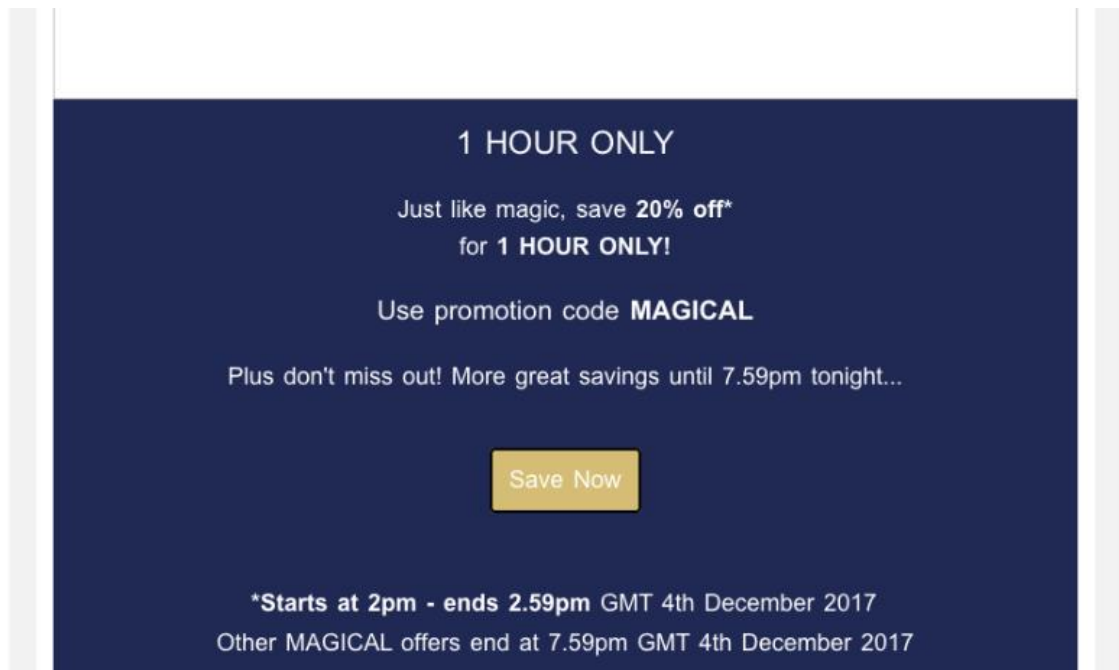 1 HOUR ONLY
Just like magic, save 20% off*
for 1 HOUR ONLY!
Use promotion code MAGICAL
Plus don't miss out! More great savings until 7.59pm tonight...
Save Now
*Starts at 2pm - ends 2.59pm GMT 4th December 2017
Other MAGICAL offers end at 7.59pm GMT 4th December 2017